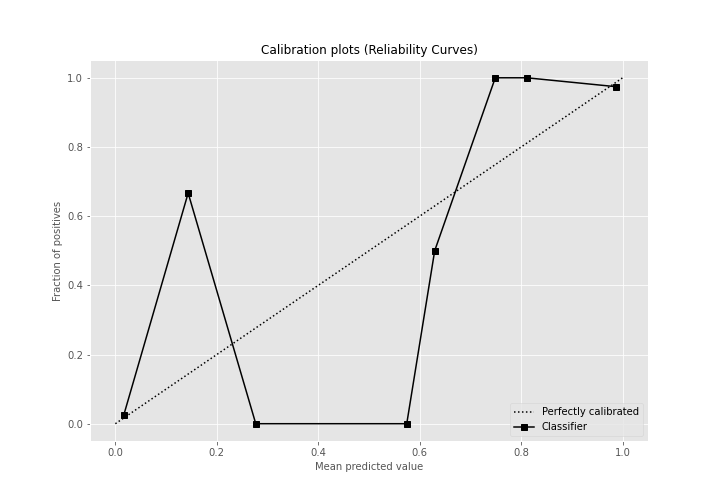 Calibration plots (Reliability Curves)
1.0
0.8
0.6
0.4
0.2
0.0
Fraction of positives
0.0 0.2 0.4 0.6 0.8 1.0
Mean predicted value
Perfectly calibrated
Classifier